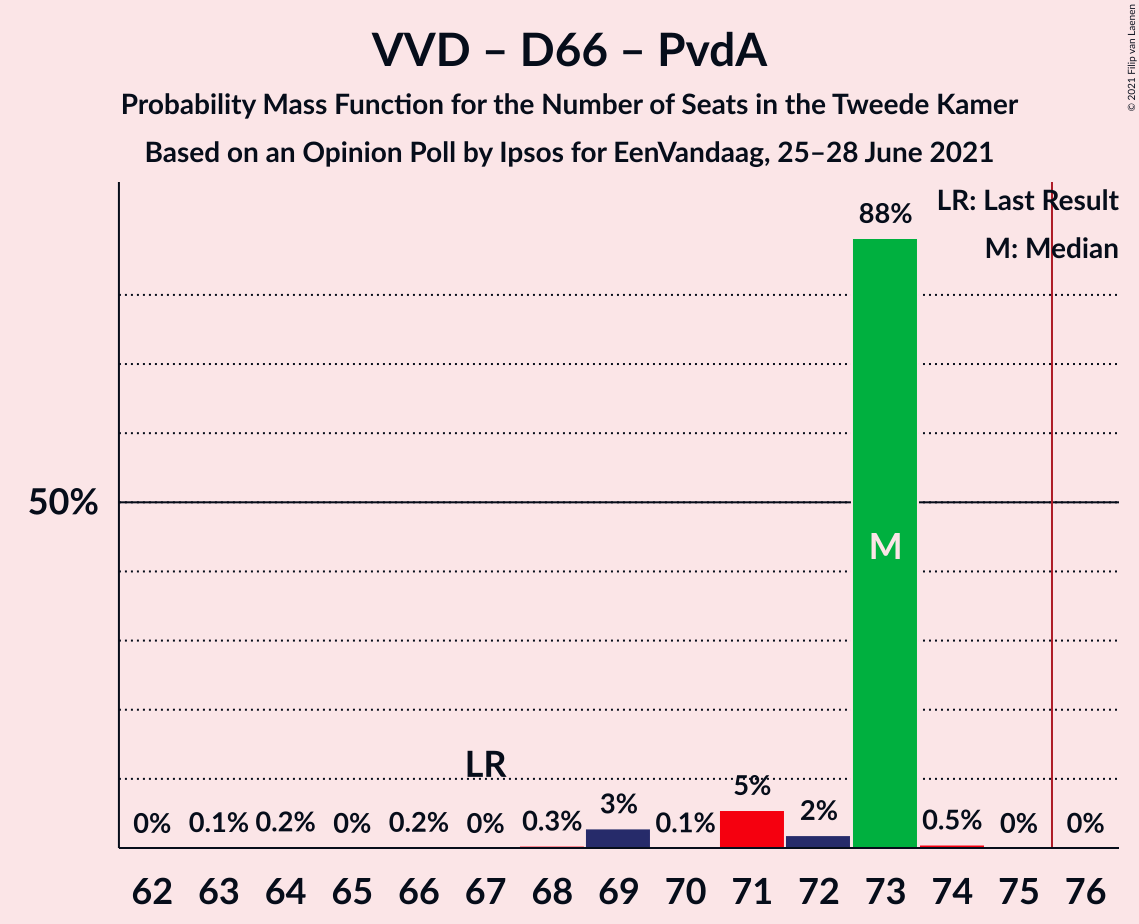 VVD – D66 – PvdA
Probability Mass Function for the Number of Seats in the Tweede Kamer
Based on an Opinion Poll by Ipsos for EenVandaag, 25–28 June 2021
© 2021 Filip van Laenen
LR: Last Result
M: Median
88%
50%
M
LR
0% 0.1% 0.2% 0% 0.2% 0% 0.3% 3% 0.1% 5% 2% 0.5% 0% 0%
62 63 64 65 66 67 68 69 70 71 72 73 74 75 76